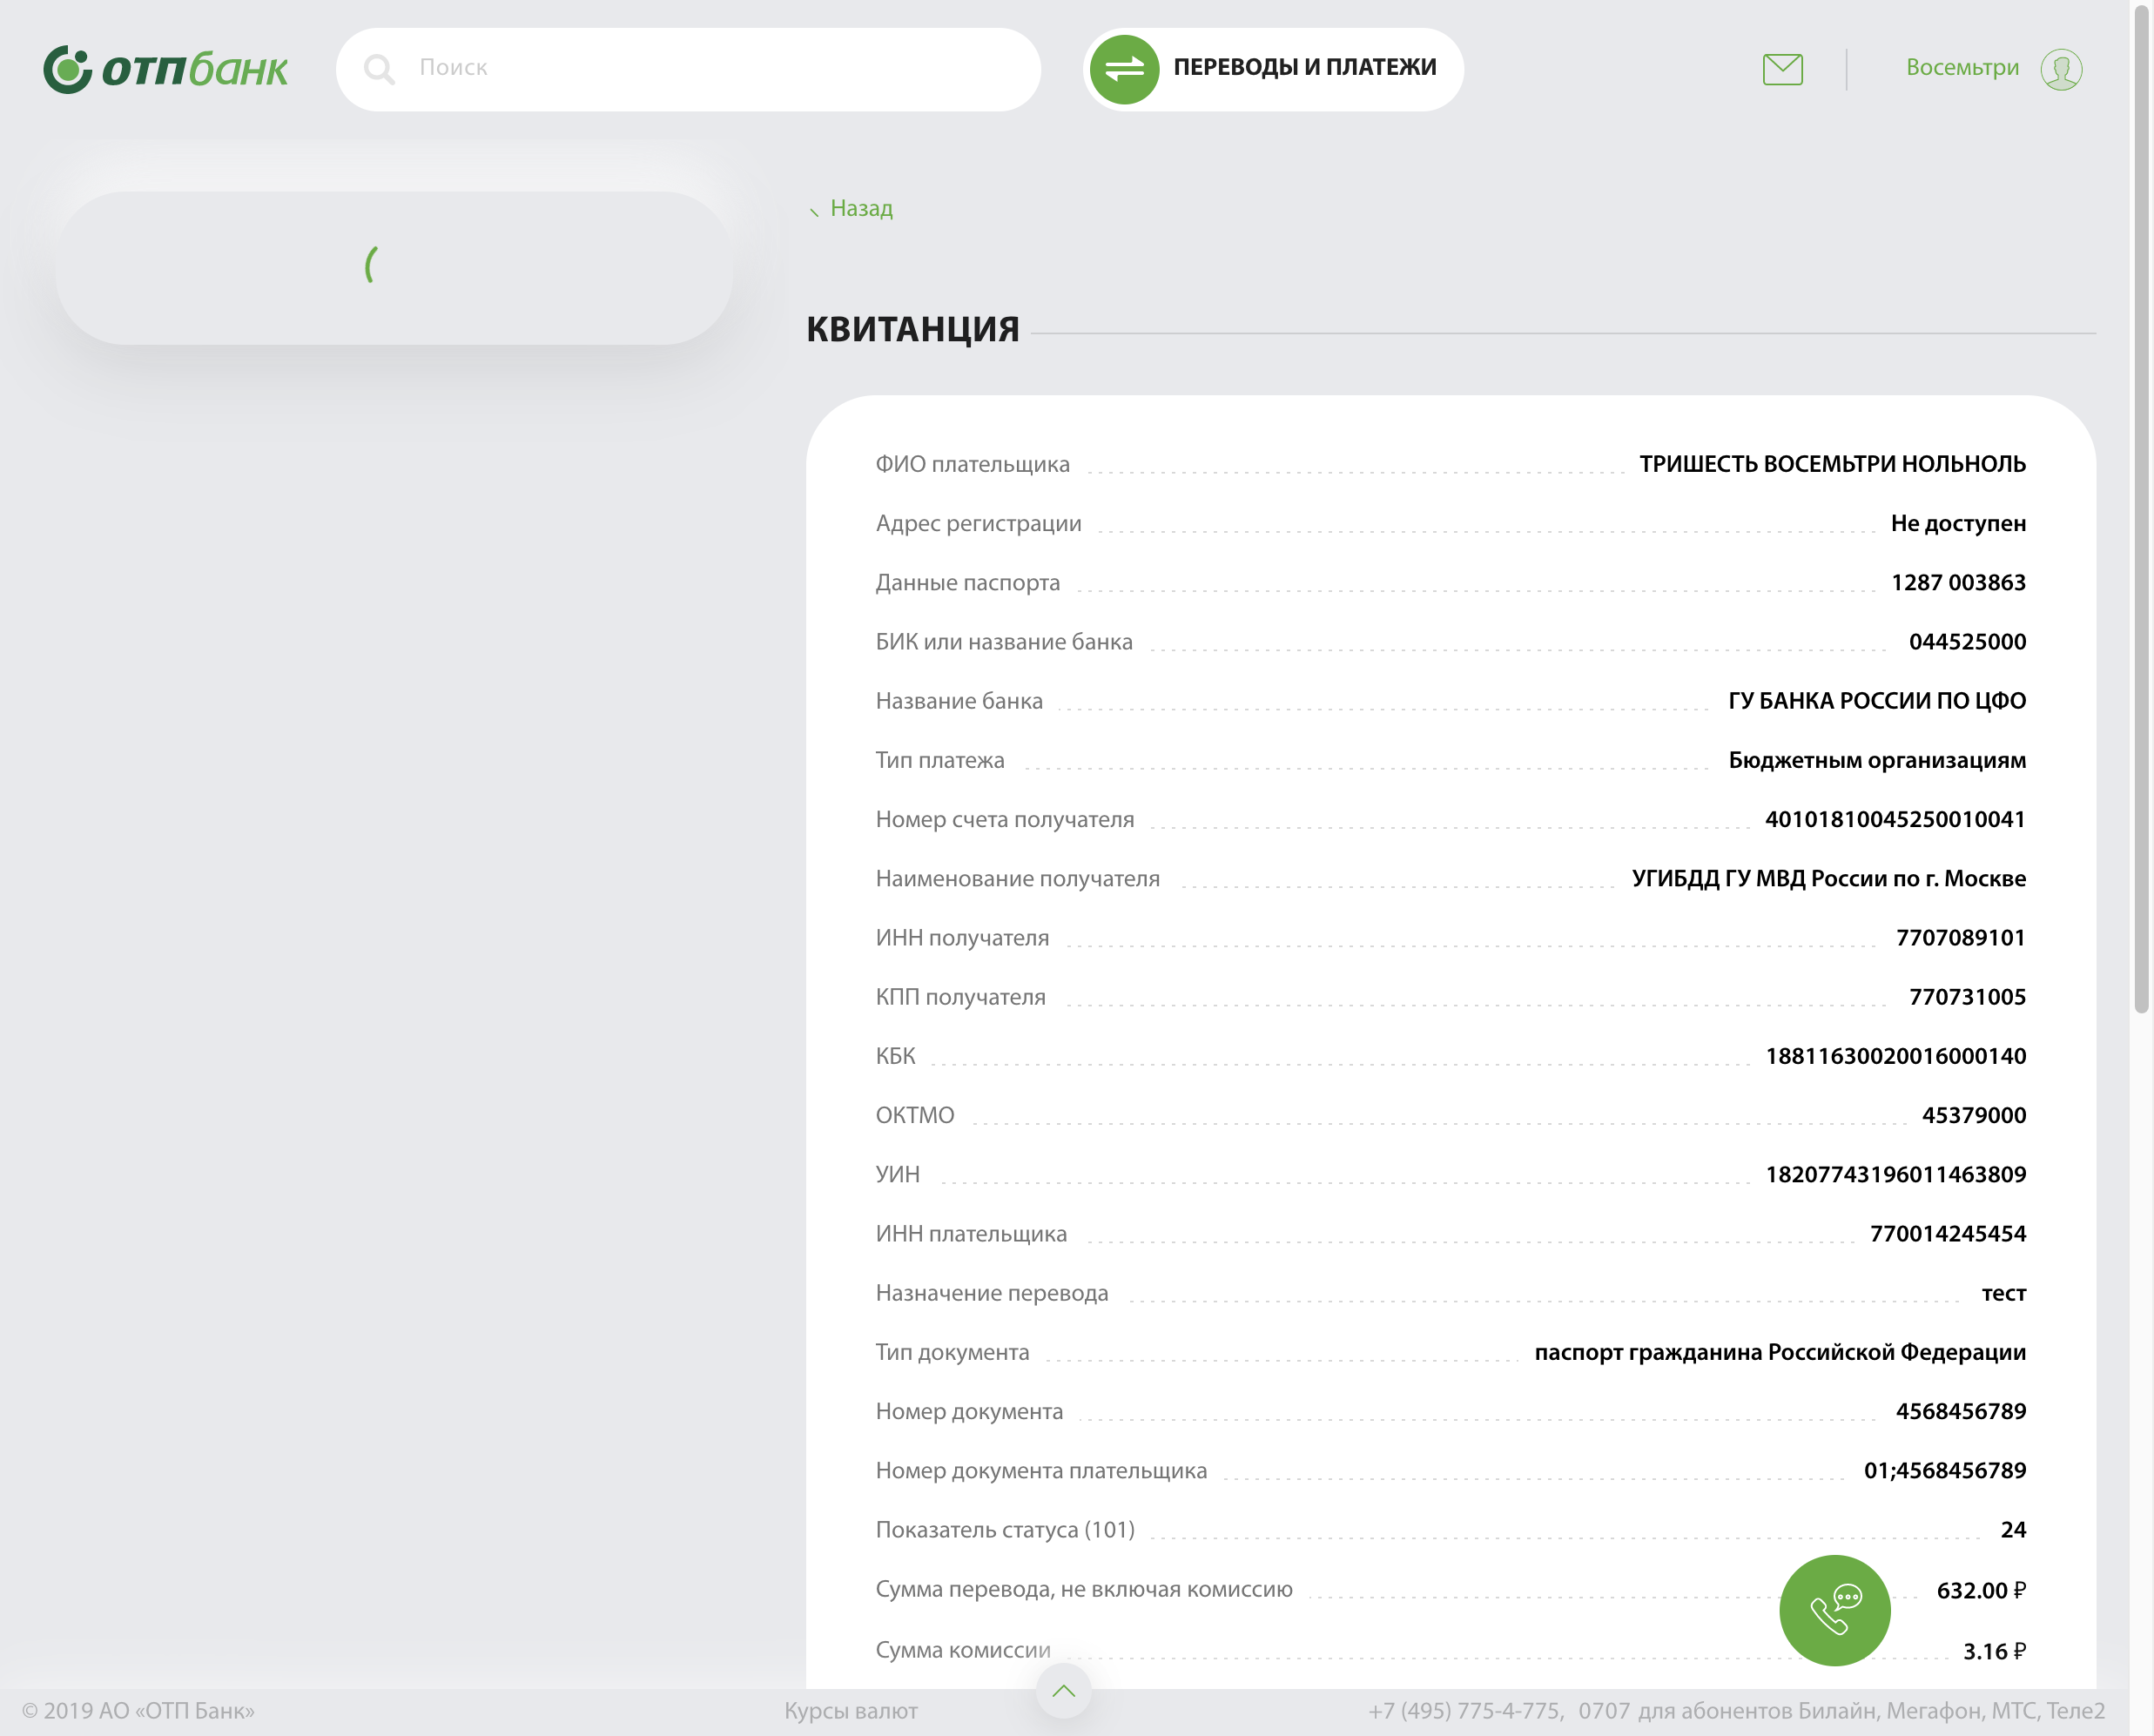 отпбанк
Поиск
ПЕРЕВОДЫ И ПЛАТЕЖИ
Восемьтри
Назад
КВИТАНЦИЯ
ФИО плательщика ТРИШЕСТЬ ВОСЕМЬТРИ НОЛЬНОЛЬ
Адрес регистрации Не доступен
Данные паспорта 1287 003863
БИК или название банка 044525000
Название банка ГУ БАНКА РОССИИ ПО ЦФО
Тип платежа Бюджетным организациям
Номер счета получателя 40101810045250010041
Наименование получателя УГИБДД ГУ МВД России по г. Москве
ИНН получателя 7707089101
КПП получателя 770731005
КБК 18811630020016000140
ОКТМО 45379000
УИН 18207743196011463809
ИНН плательщика 770014245454
Назначение перевода тест
Тип документа паспорт гражданина Российской Федерации
Номер документа 4568456789
Номер документа плательщика 01;4568456789
Показатель статуса (101) 24
Сумма перевода, не включая комиссию 632.00 ₽
Сумма комиссии 3.16 ₽
© 2019 АО «ОТП Банк» Курсы валют +7 (495) 775-4-775, 0707 для абонентов Билайн, Мегафон, МТС, Теле2